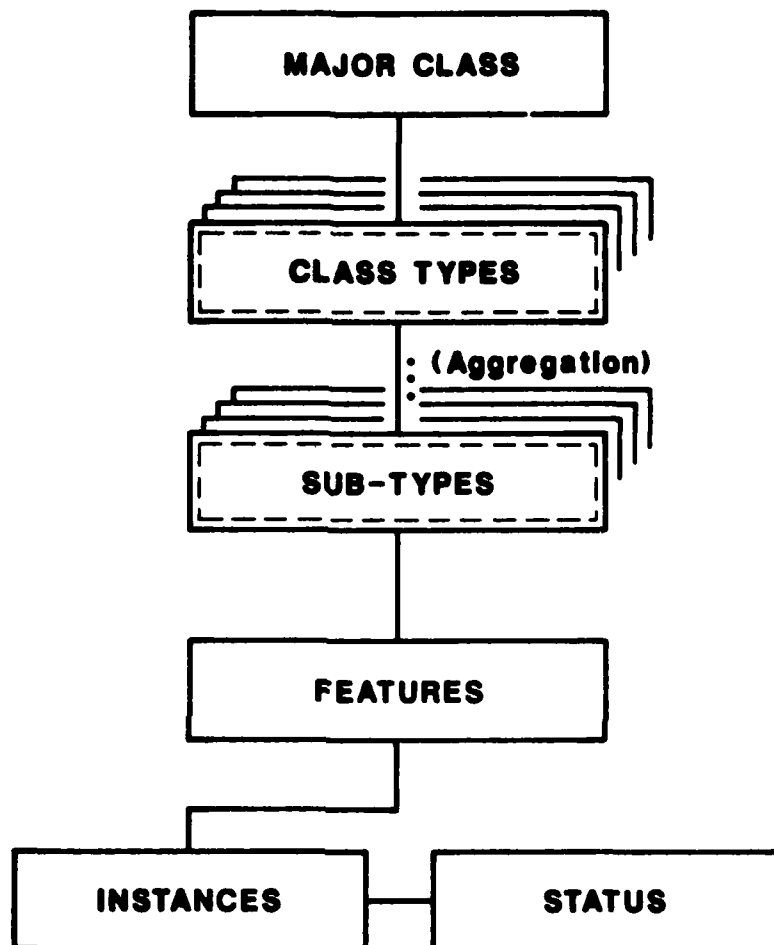 MAJOR CLASS
CLASS TYPES
(Aggregation)
SUB-TYPES
FEATURES
INSTANCES
STATUS